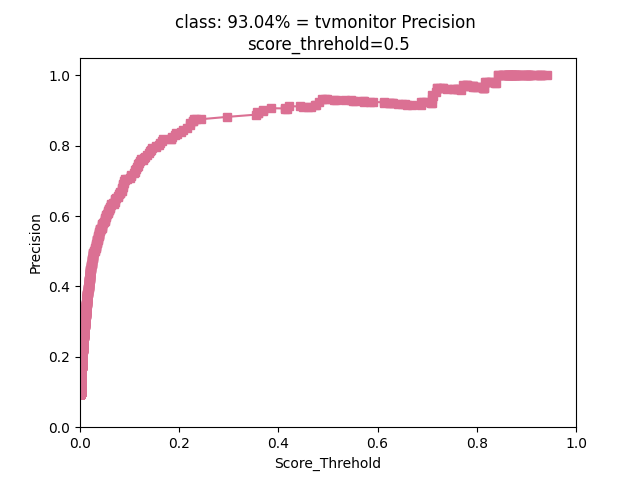 class: 93.04% = tvmonitor Precision
score_threhold=0.5
1.0
0.8
0.6
0.4
0.2
0.0
Precision
0.0 0.2 0.4 0.6 0.8 1.0
Score_Threhold